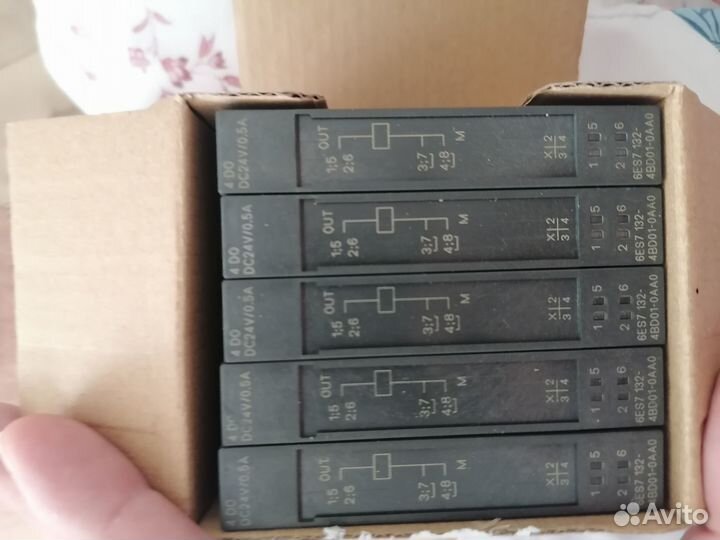 4 DO
DC24V/0.5A
OUT
1;5
2;6
3;7
4;8
M
X 2
3 4
1 5
2 6
6ES7 132-
4BD01-0AA0
4 DO
DC24V/0.5A
OUT
1;5
2;6
3;7
4;8
M
X 2
3 4
1 5
2 6
6ES7 132-
4BD01-0AA0
4 DO
DC24V/0.5A
OUT
1;5
2;6
3;7
4;8
M
X 2
3 4
1 5
2 6
6ES7 132-
4BD01-0AA0
4 DO
DC24V/0.5A
OUT
1;5
2;6
3;7
4;8
M
X 2
3 4
1 5
2 6
6ES7 132-
4BD01-0AA0
4 DO
DC24V/0.5A
OUT
1;5
2;6
3;7
4;8
M
X 2
3 4
1 5
2 6
6ES7 132-
4BD01-0AA0
Avito